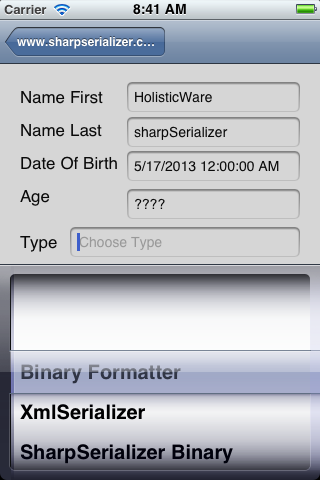 Carrier 8:41 AM
www.sharpserializer.c...
Name First HolisticWare
Name Last sharpSerializer
Date Of Birth 5/17/2013 12:00:00 AM
Age ????
Type Choose Type
Binary Formatter
XmlSerializer
SharpSerializer Binary